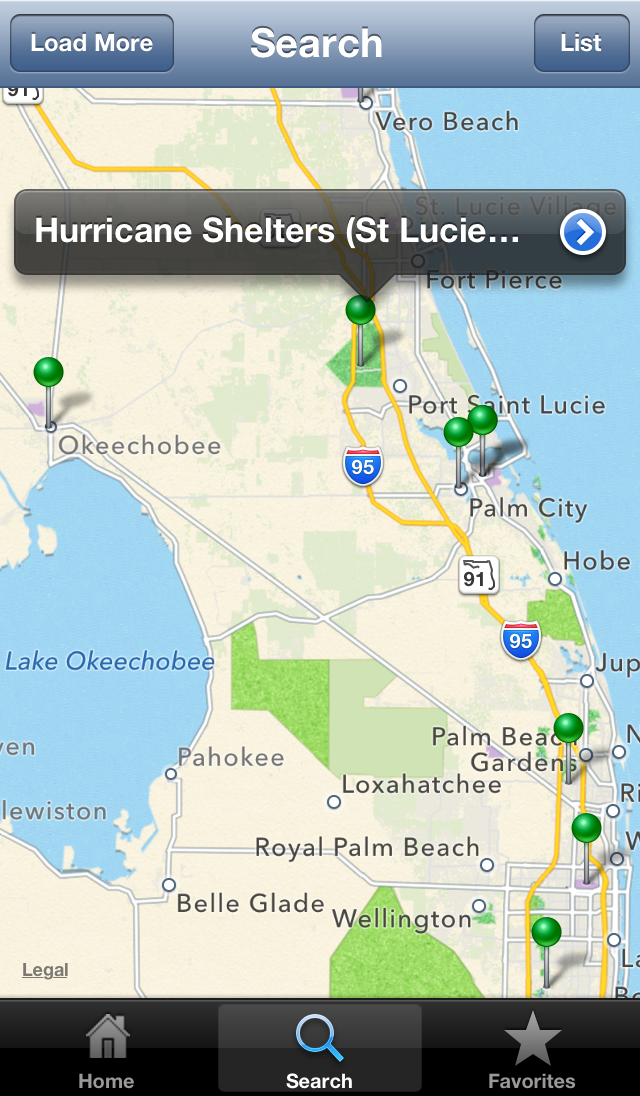 Load More
Search
List
91
Vero Beach
St. Lucie Village
Hurricane Shelters (St Lucie...
Fort Pierce
Port Saint Lucie
Okeechobee
95
Palm City
Hobe
91
95
Lake Okeechobee
Jup
Palm Beach
Gardens
N
ven
Pahokee
Loxahatchee
Ri
lewiston
Royal Palm Beach
W
Belle Glade
Wellington
La
Legal
Be
Home
Search
Favorites